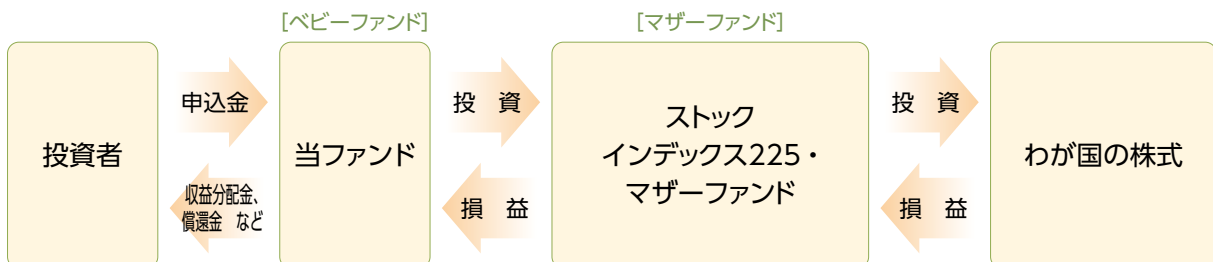 [ベビーファンド]
[マザーファンド]
投資者
申込金
収益分配金、
償還金 など
当ファンド
投 資
損 益
ストック
インデックス225・
マザーファンド
投 資
損 益
わが国の株式